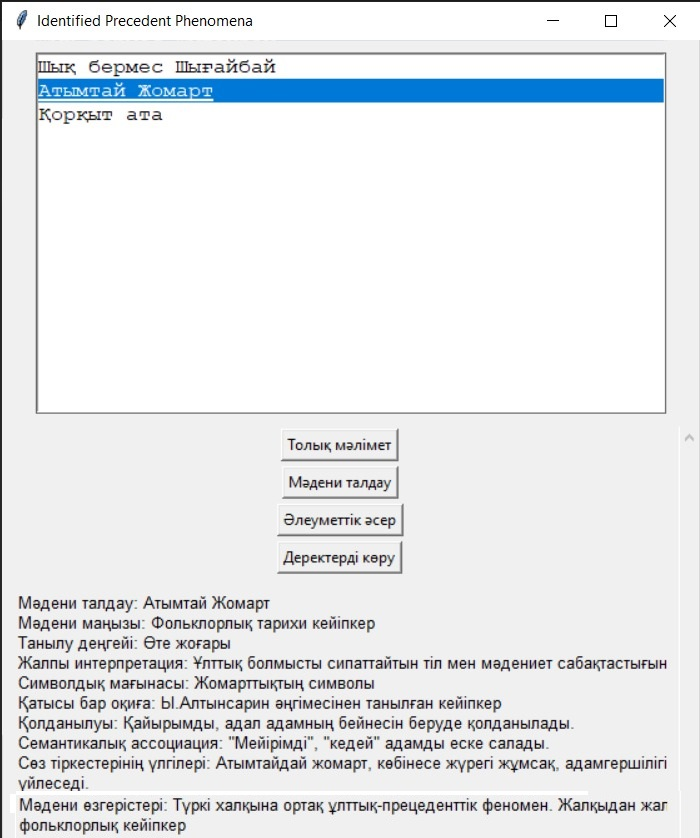 Identified Precedent Phenomena
Шық бермес Шығайбай
Атымтай Жомарт
Қорқыт ата
Толық мәлімет
Мәдени талдау
Әлеуметтік әсер
Деректерді көру
Мәдени талдау: Атымтай Жомарт
Мәдени маңызы: Фольклорлық тарихи кейіпкер
Танылу деңгейі: Өте жоғары
Жалпы интерпретация: Ұлттық болмысты сипаттайтын тіл мен мәдениет сабақтастығын
Символдық мағынасы: Жомарттықтың символы
Қатысы бар оқиға: Ы.Алтынсарин әңгімесінен танылған кейіпкер
Қолданылуы: Қайырымды, адал адамның бейнесін беруде қолданылады.
Семантикалық ассоциация: "Мейірімді", "кедей" адамды еске салады.
Сөз тіркестерінің үлгілері: Атымтайдай жомарт, көбінесе жүрегі жұмсақ, адамгершілігі
үйлеседі.
Мәдени өзгерістері: Түркі халқына ортақ ұлттық-прецеденттік феномен. Жалқыдан жал
фольклорлық кейіпкер